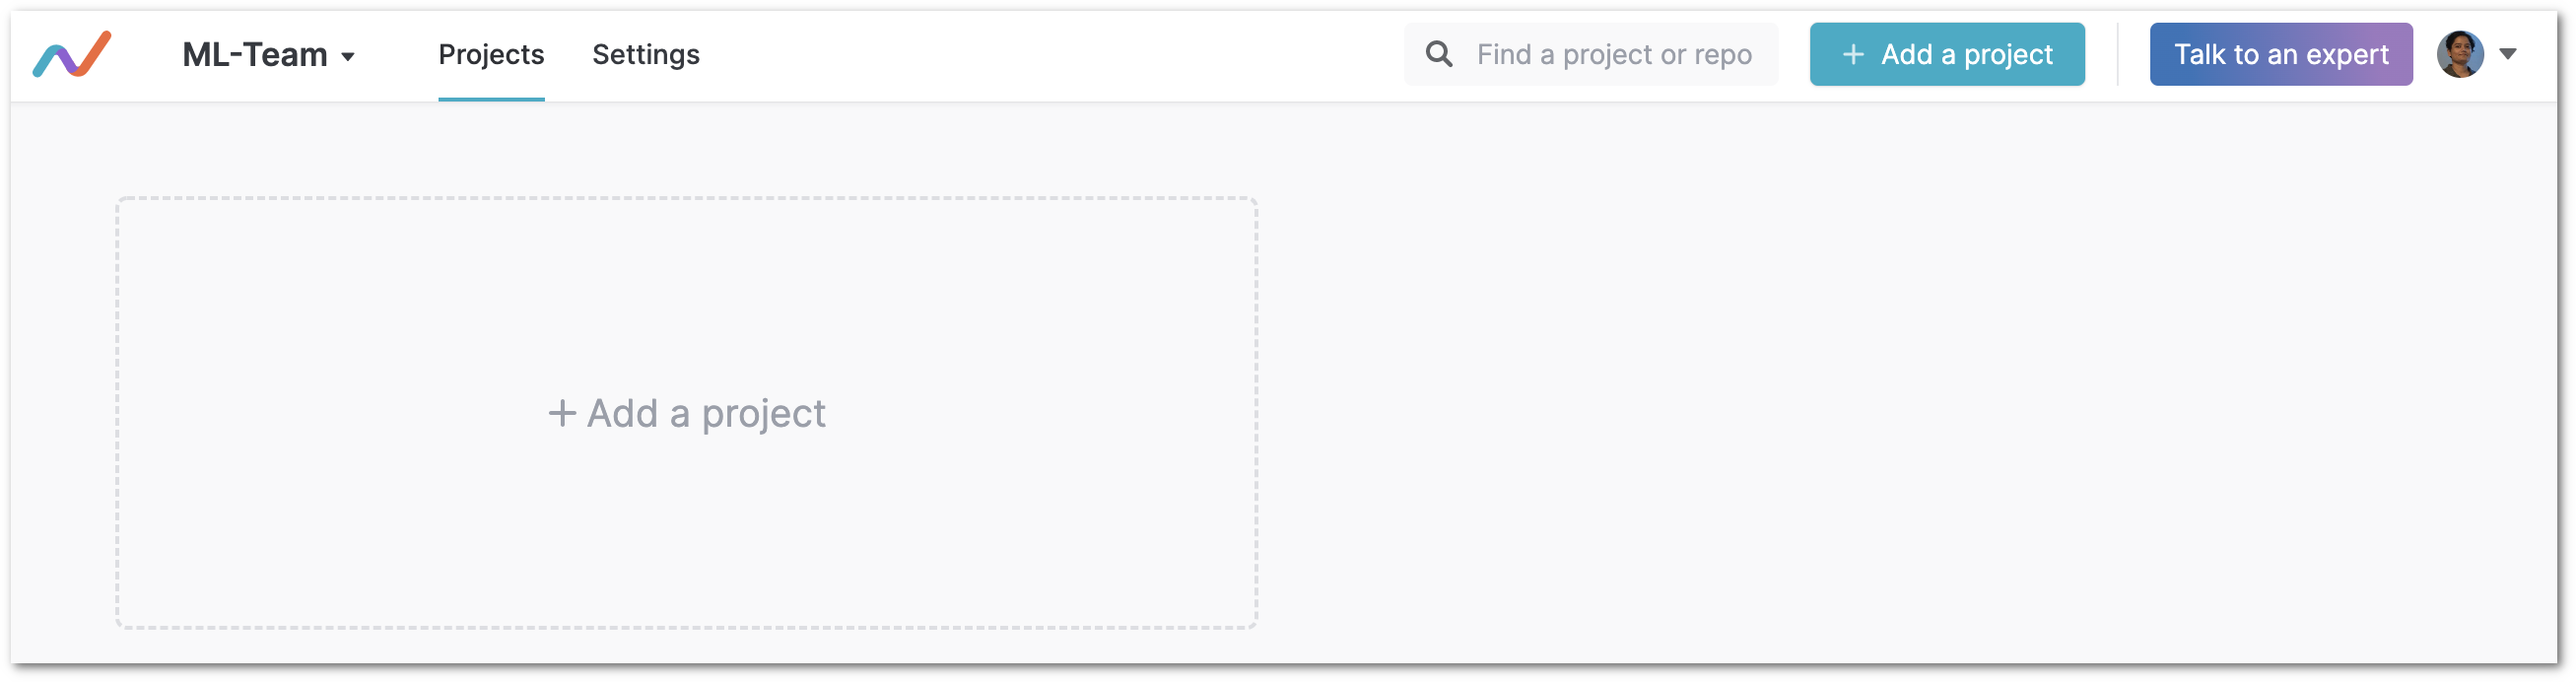 ML-Team Projects Settings Find a project or repo + Add a project Talk to an expert
+ Add a project